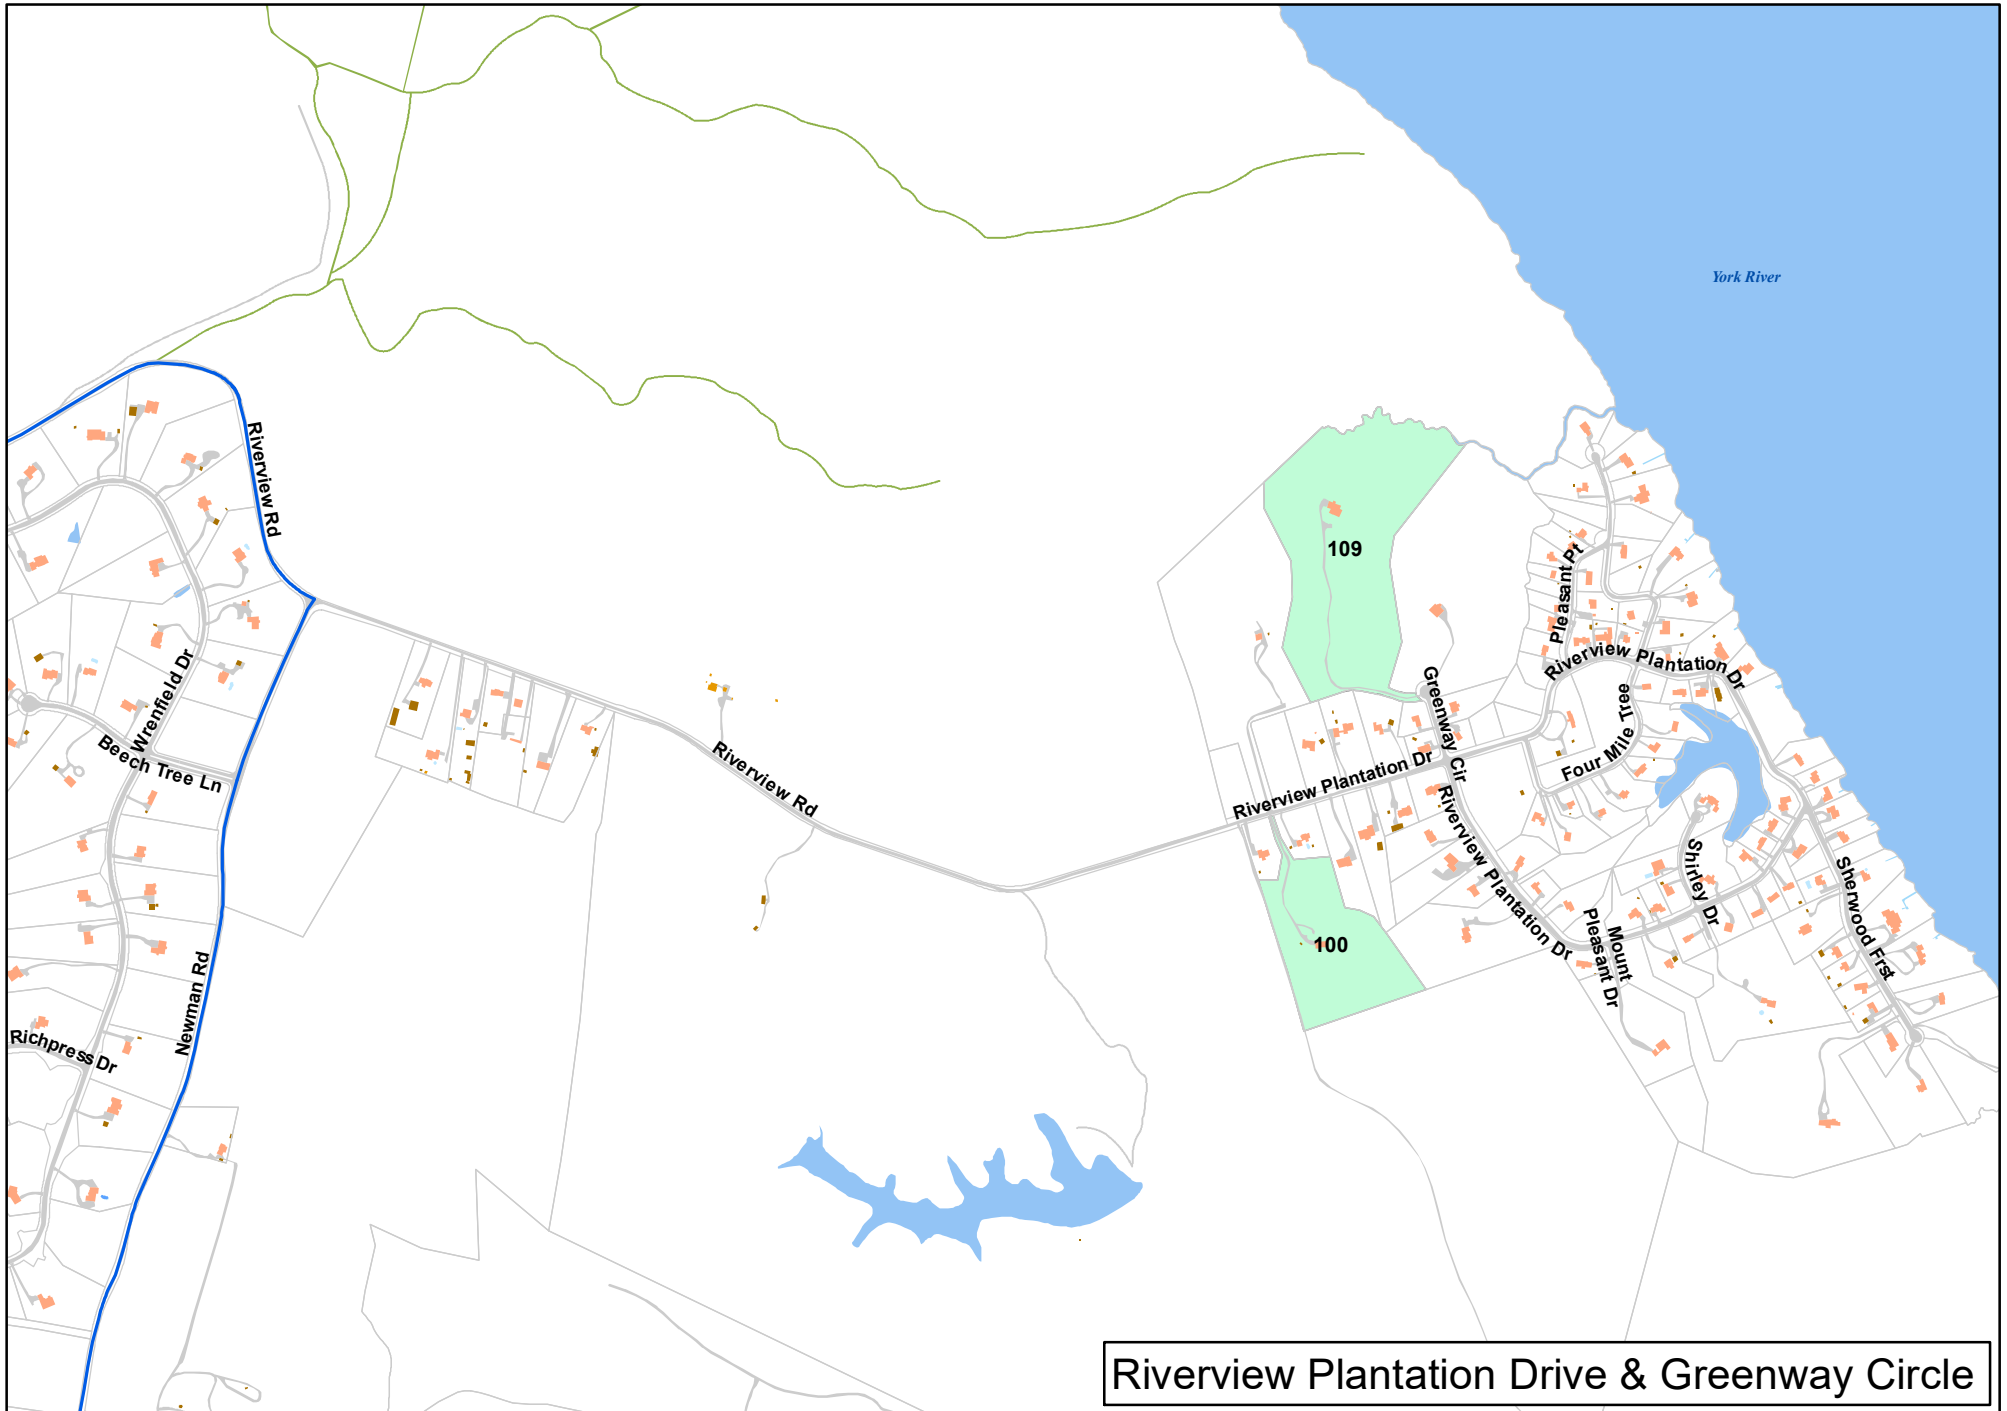 York River
Riverview Rd
109
Pleasant Pt
Riverview Plantation Dr
Wrenfield Dr
Greenway Cir
Four Mile Tree
Beech Tree Ln
Riverview Rd
Riverview Plantation Dr
Riverview Plantation Dr
Shirley Dr
Sherwood Frst
100
Mount
Pleasant Dr
Newman Rd
Richpress Dr
Riverview Plantation Drive & Greenway Circle